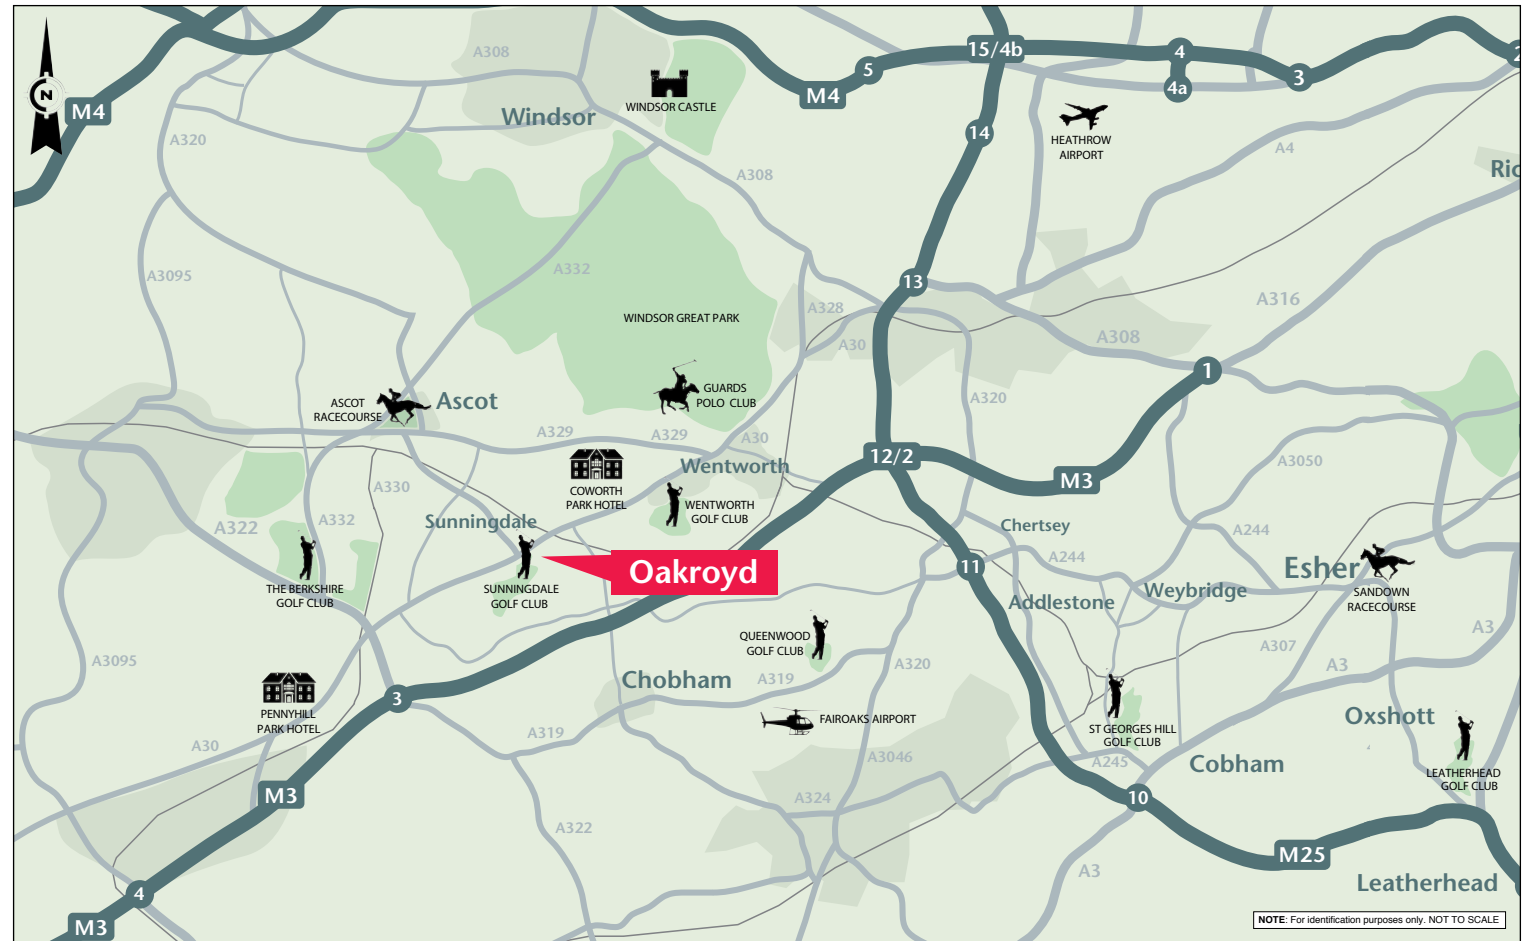 A308
15/4b
4
2
5
3
4a
M4
M4
WINDSOR CASTLE
Windsor
14
HEATHROW
AIRPORT
A320
A4
Ric
A308
A332
A3095
13
A316
A328
WINDSOR GREAT PARK
A30
A308
1
GUARDS
POLO CLUB
ASCOT
RACECOURSE
Ascot
A320
A329
A329
A30
12/2
M3
Wentworth
A3050
COWORTH
PARK HOTEL
A330
WENTWORTH
GOLF CLUB
A322
A332
Sunningdale
Chertsey
A244
A244
Oakroyd
11
Esher
THE BERKSHIRE
GOLF CLUB
SUNNINGDALE
GOLF CLUB
Addlestone
Weybridge
SANDOWN
RACECOURSE
QUEENWOOD
GOLF CLUB
A307
A3
A3
A3095
A320
Chobham
A319
3
PENNYHILL
PARK HOTEL
FAIROAKS AIRPORT
ST GEORGES HILL
GOLF CLUB
Oxshott
A30
A319
A3046
A245
Cobham
LEATHERHEAD
GOLF CLUB
M3
A324
10
A322
M25
A3
Leatherhead
4
M3
N
NOTE: For identification purposes only. NOT TO SCALE